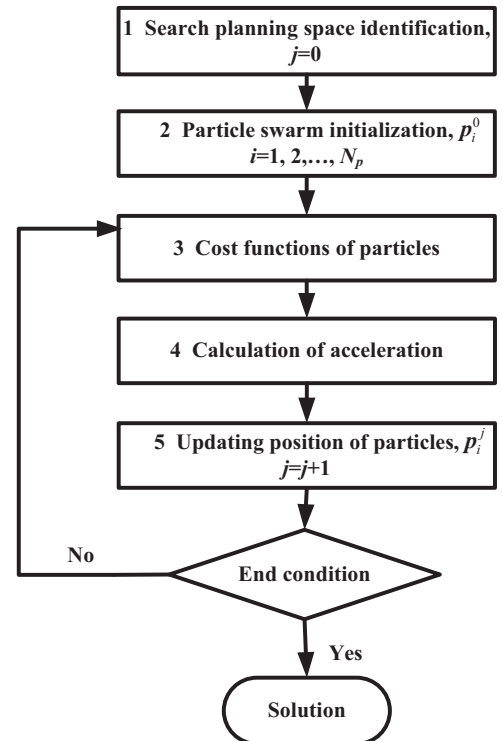 1 Search planning space identification,
j=0
2 Particle swarm initialization, p_i^0
i=1, 2,..., N_p
3 Cost functions of particles
4 Calculation of acceleration
5 Updating position of particles, p_i^j
j=j+1
End condition
No
Yes
Solution